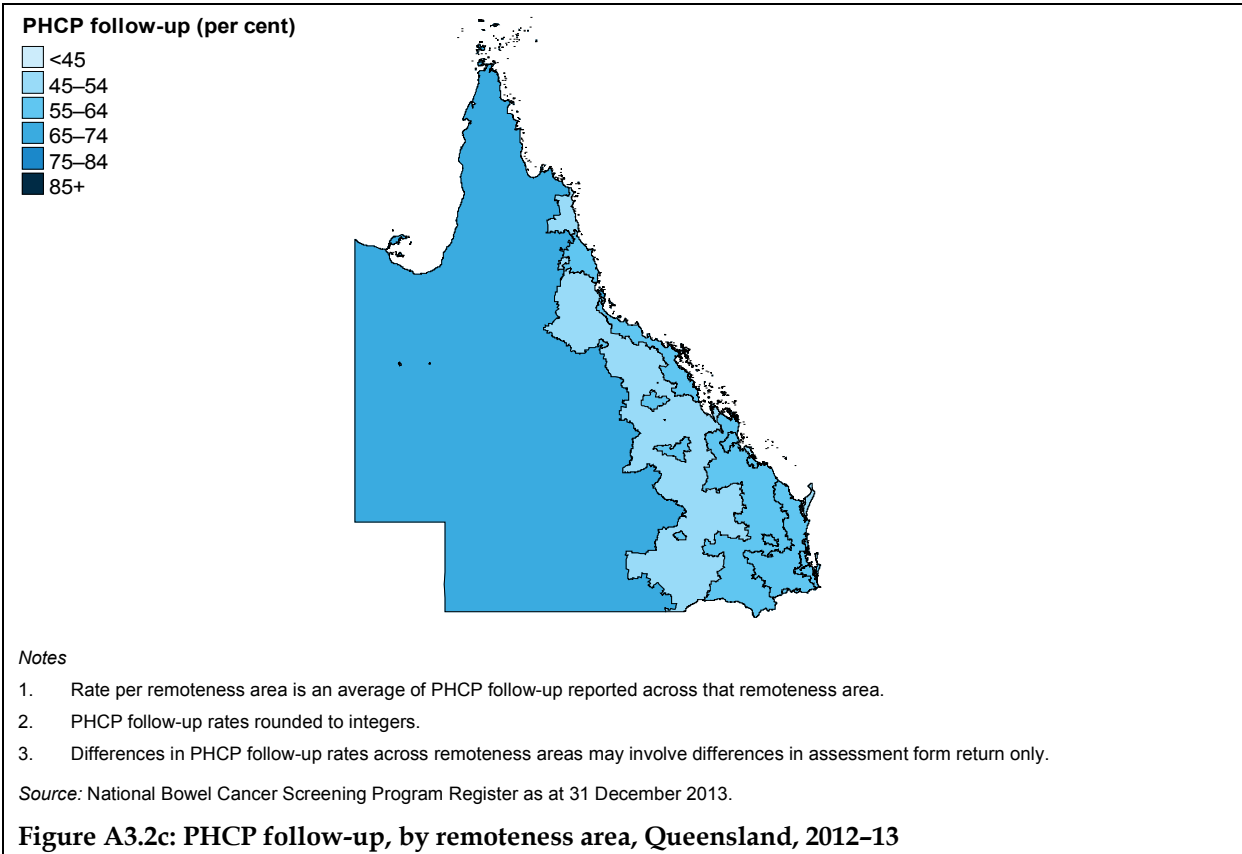 PHCP follow-up (per cent)
<45
45–54
55–64
65–74
75–84
85+
Notes
1. Rate per remoteness area is an average of PHCP follow-up reported across that remoteness area.
2. PHCP follow-up rates rounded to integers.
3. Differences in PHCP follow-up rates across remoteness areas may involve differences in assessment form return only.
Source: National Bowel Cancer Screening Program Register as at 31 December 2013.
Figure A3.2c: PHCP follow-up, by remoteness area, Queensland, 2012–13